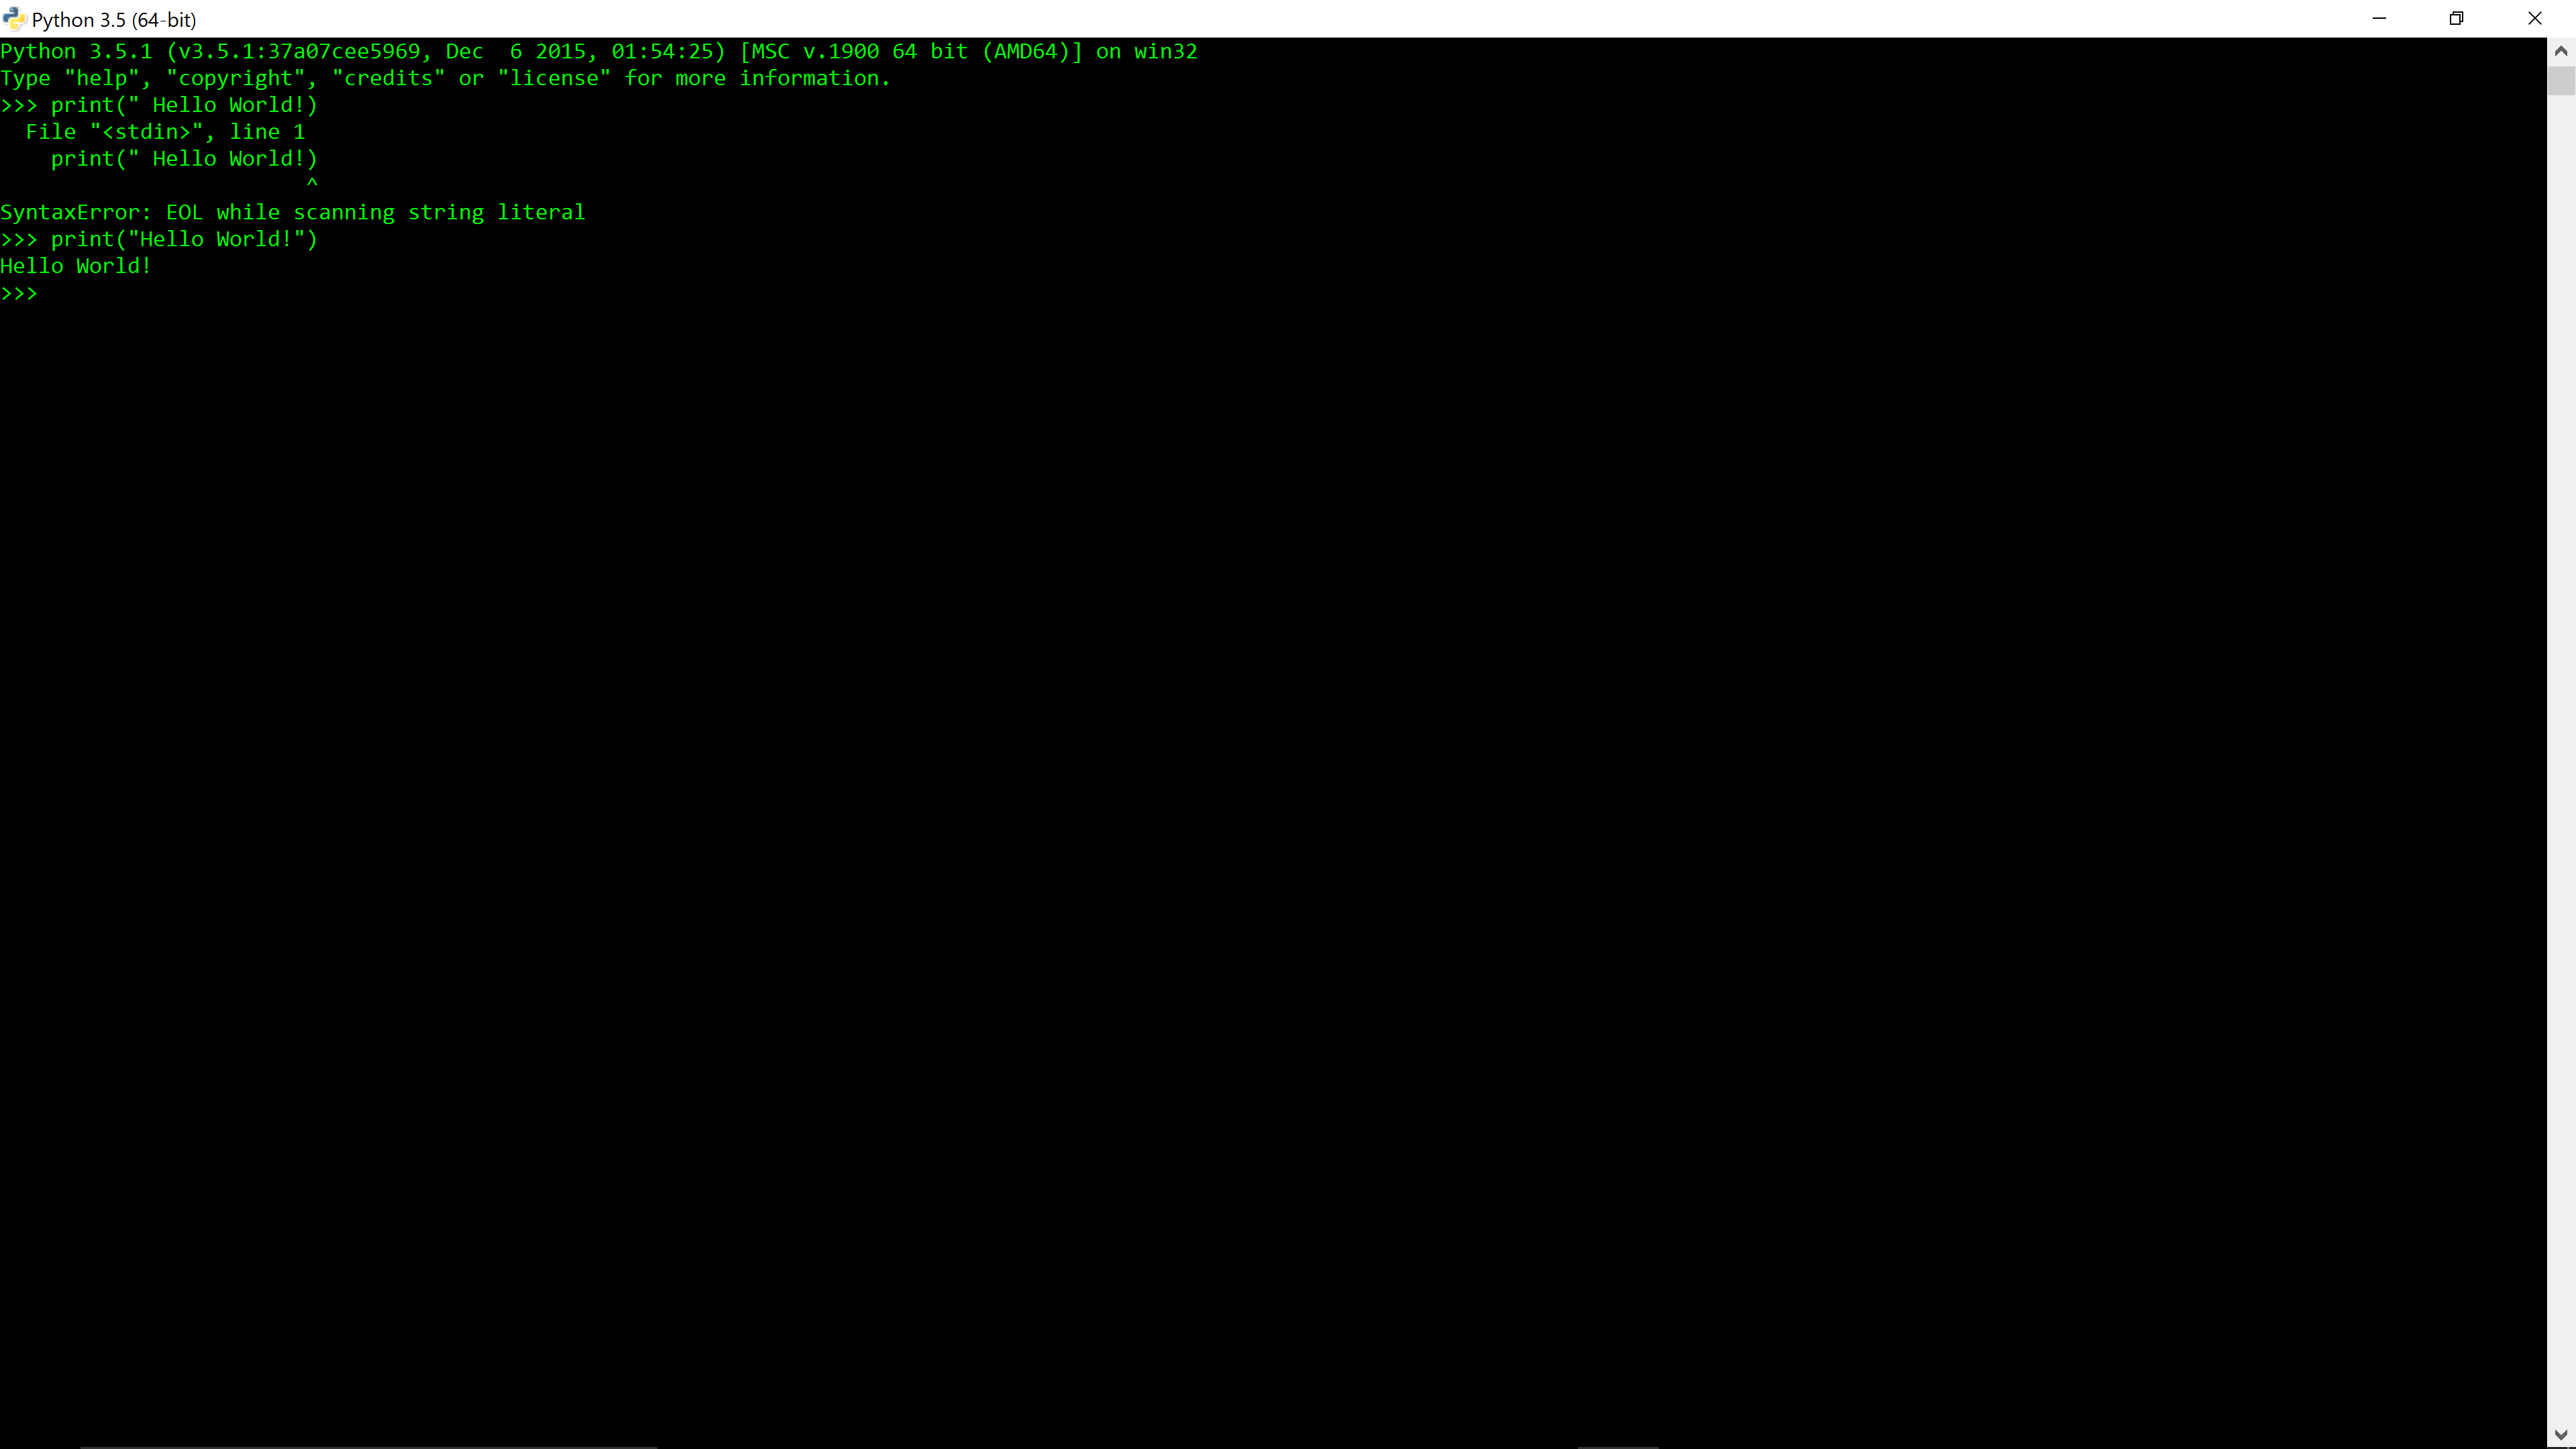 Python 3.5 (64-bit)
Python 3.5.1 (v3.5.1:37a07cee5969, Dec  6 2015, 01:54:25) [MSC v.1900 64 bit (AMD64)] on win32
Type "help", "copyright", "credits" or "license" for more information.
>>> print(" Hello World!)
  File "<stdin>", line 1
    print(" Hello World!)
                        ^
SyntaxError: EOL while scanning string literal
>>> print("Hello World!")
Hello World!
>>>